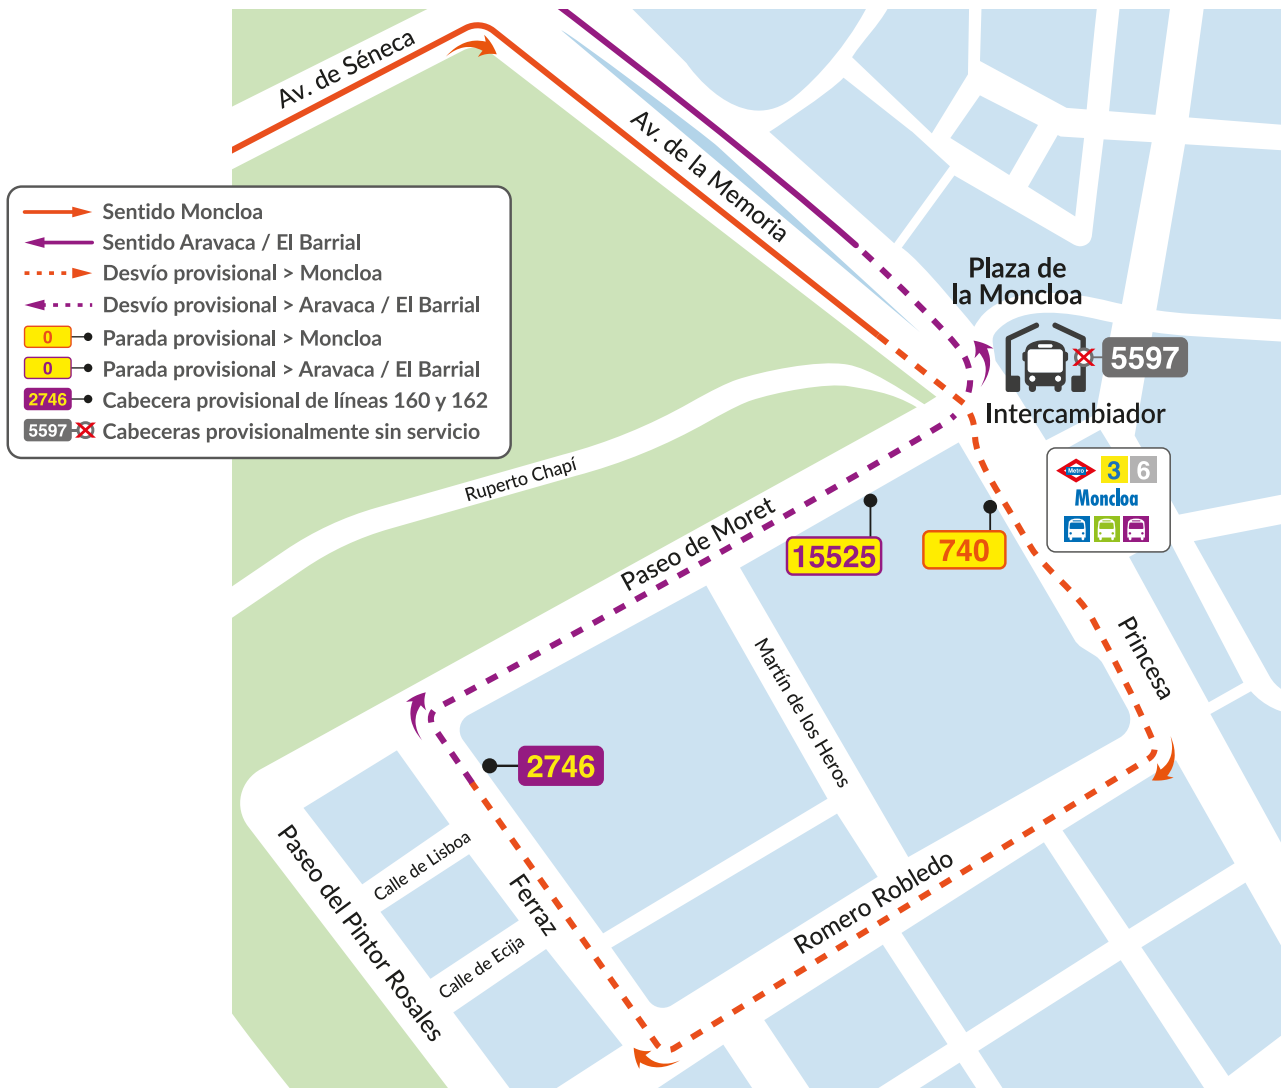 Av. de Séneca
Av. de la Memoria
Sentido Moncloa
Sentido Aravaca / El Barrial
Desvío provisional > Moncloa
Desvío provisional > Aravaca / El Barrial
0 Parada provisional > Moncloa
0 Parada provisional > Aravaca / El Barrial
2746 Cabecera provisional de líneas 160 y 162
5597 Cabeceras provisionalmente sin servicio
Plaza de
la Moncloa
5597
Intercambiador
Metro 3 6
Moncloa
Ruperto Chapí
Paseo de Moret
15525
740
Princesa
Martín de los Heros
2746
Calle de Lisboa
Ferraz
Paseo del Pintor Rosales
Calle de Ecija
Romero Robledo